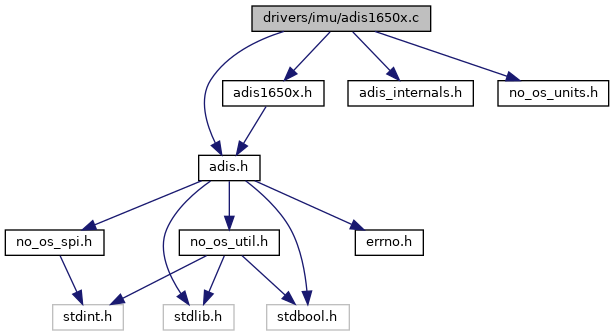 drivers/imu/adis1650x.c
adis1650x.h
adis_internals.h
no_os_units.h
adis.h
no_os_spi.h
no_os_util.h
errno.h
stdint.h
stdlib.h
stdbool.h